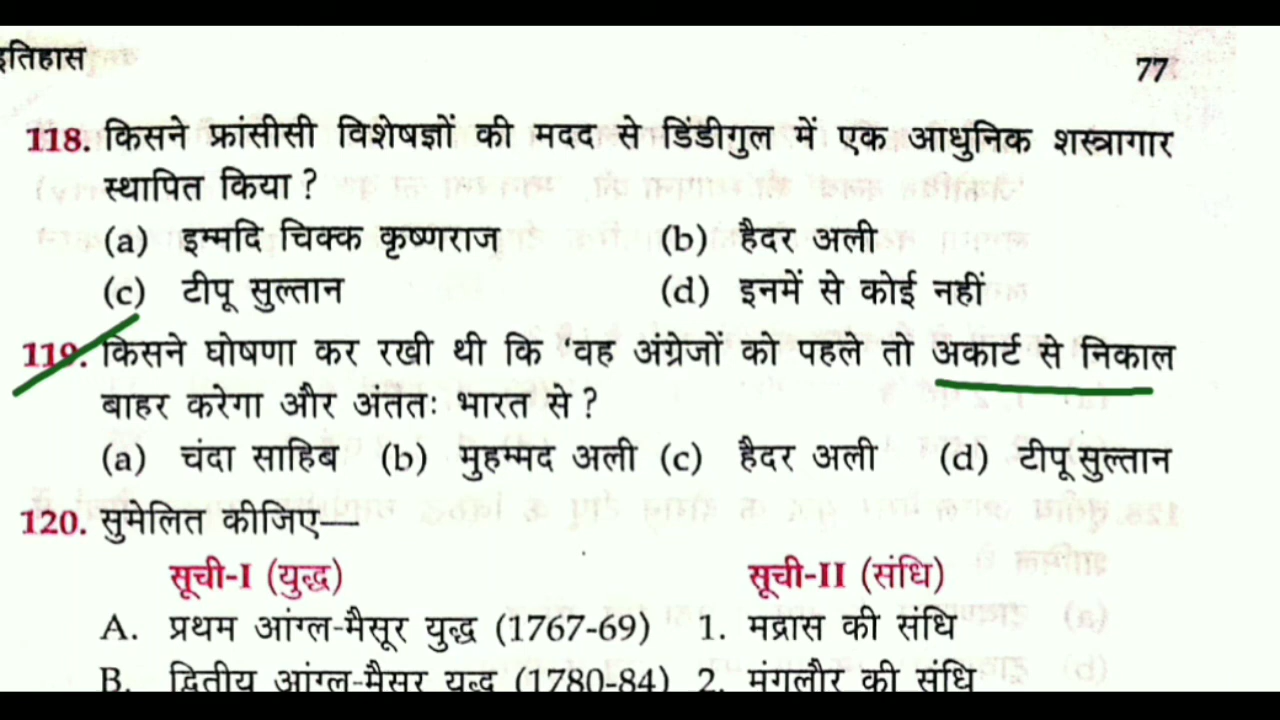 इतिहास
77
118. किसने फ्रांसीसी विशेषज्ञों की मदद से डिंडीगुल में एक आधुनिक शस्त्रागार
स्थापित किया ?
(a) इम्मदि चिक्क कृष्णराज (b) हैदर अली
(c) टीपू सुल्तान (d) इनमें से कोई नहीं
119. किसने घोषणा कर रखी थी कि 'वह अंग्रेजों को पहले तो अकार्ट से निकाल
बाहर करेगा और अंततः भारत से ?
(a) चंदा साहिब (b) मुहम्मद अली (c) हैदर अली (d) टीपू सुल्तान
120. सुमेलित कीजिए—
सूची-I (युद्ध) सूची-II (संधि)
A. प्रथम आंग्ल-मैसूर युद्ध (1767-69) 1. मद्रास की संधि
B. द्वितीय आंग्ल-मैसूर युद्ध (1780-84) 2. मंगलौर की संधि